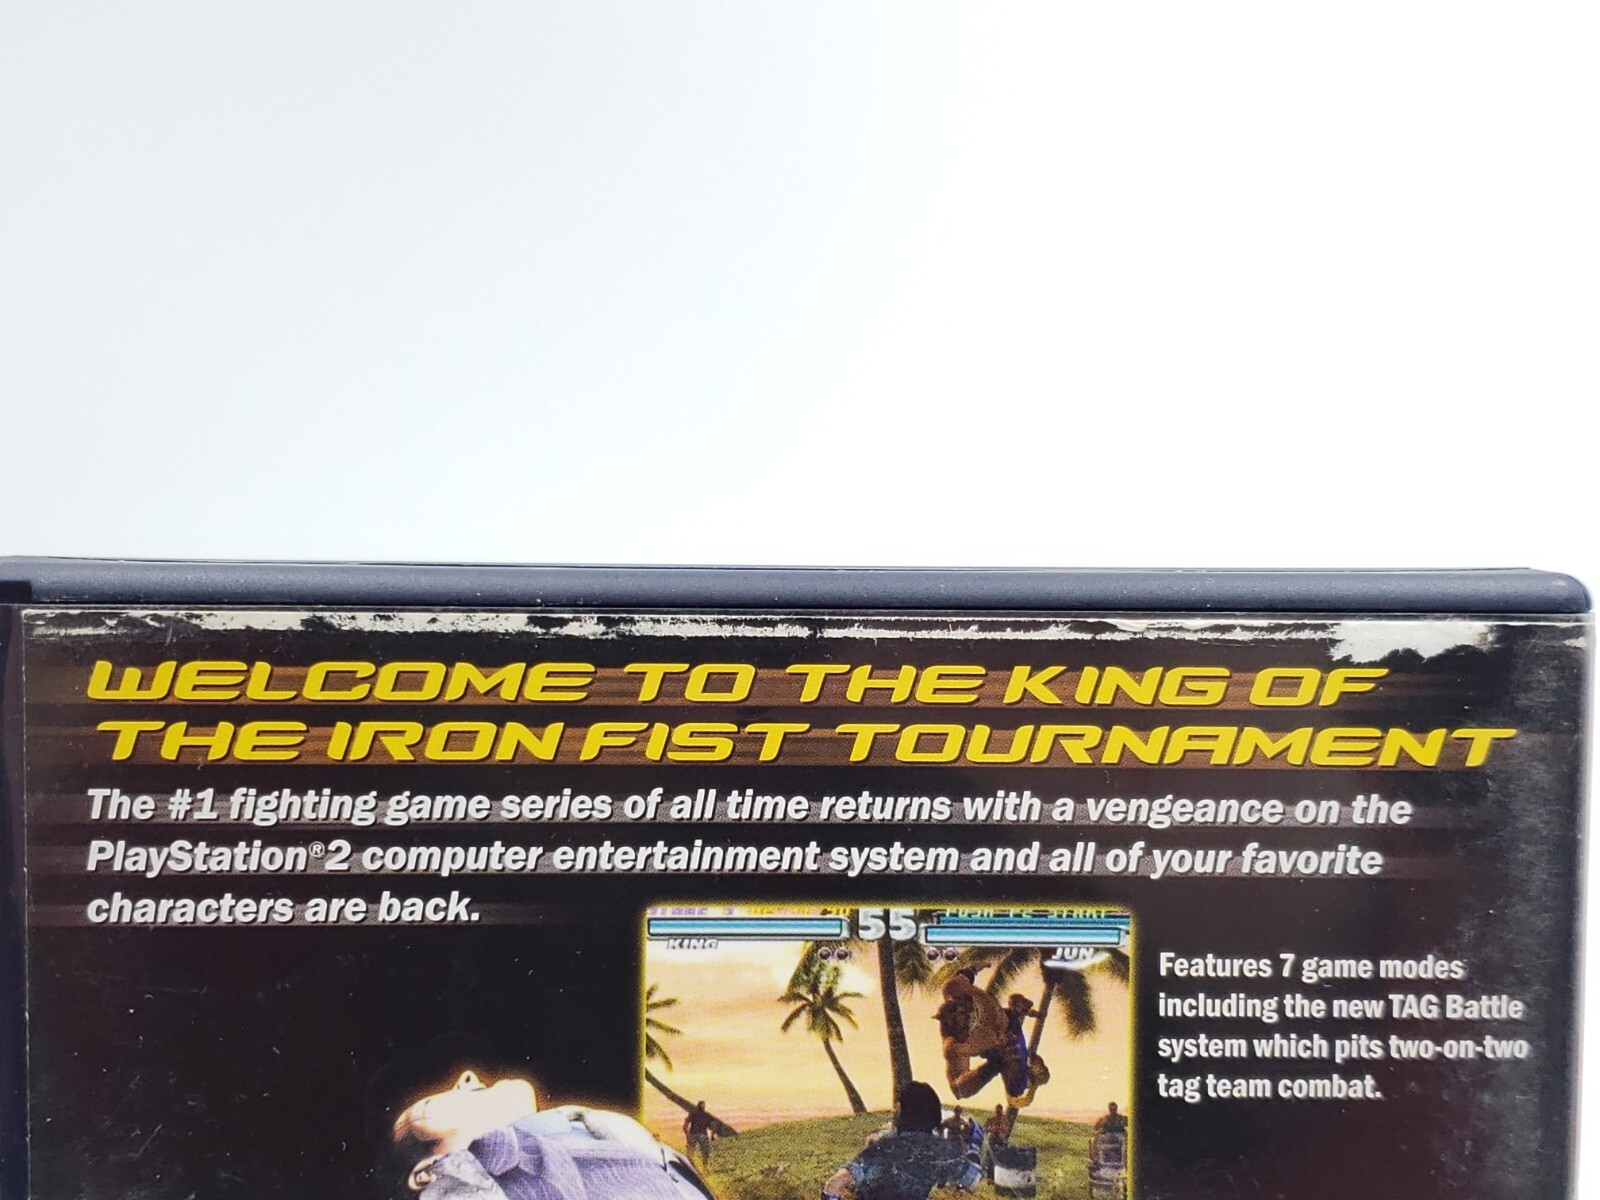 WELCOME TO THE KING OF
THE IRON FIST TOURNAMENT
The #1 fighting game series of all time returns with a vengeance on the
PlayStation®2 computer entertainment system and all of your favorite
characters are back.
55
KING
JUN
Features 7 game modes
including the new TAG Battle
system which pits two-on-two
tag team combat.